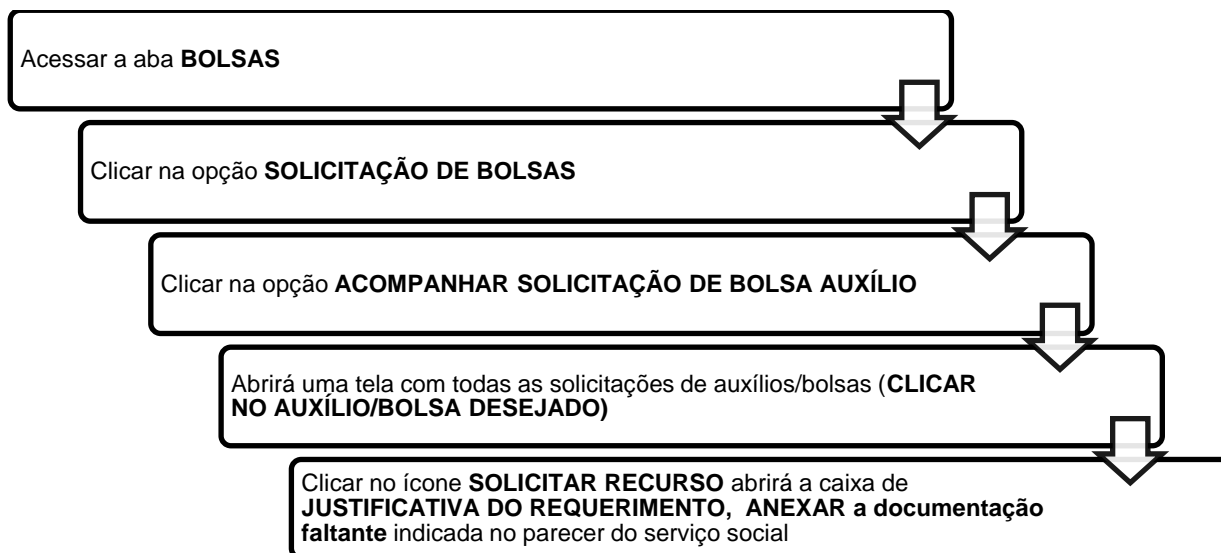 Acessar a aba BOLSAS
Clicar na opção SOLICITAÇÃO DE BOLSAS
Clicar na opção ACOMPANHAR SOLICITAÇÃO DE BOLSA AUXÍLIO
Abrirá uma tela com todas as solicitações de auxílios/bolsas (CLICAR
NO AUXÍLIO/BOLSA DESEJADO)
Clicar no ícone SOLICITAR RECURSO abrirá a caixa de
JUSTIFICATIVA DO REQUERIMENTO, ANEXAR a documentação
faltante indicada no parecer do serviço social